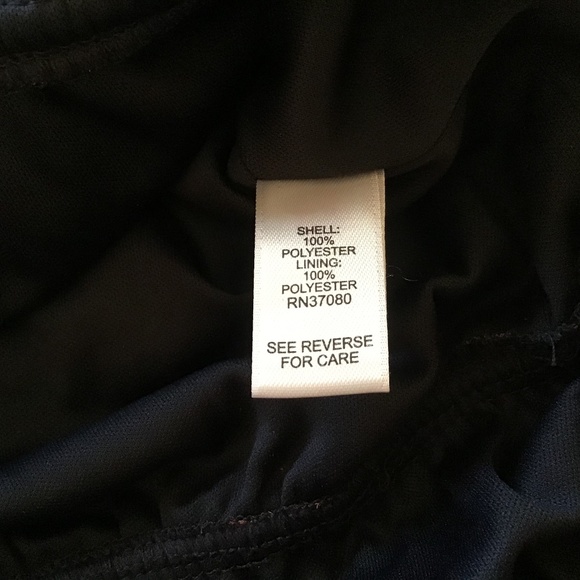 SHELL:
100%
POLYESTER
LINING:
100%
POLYESTER
RN37080
SEE REVERSE
FOR CARE